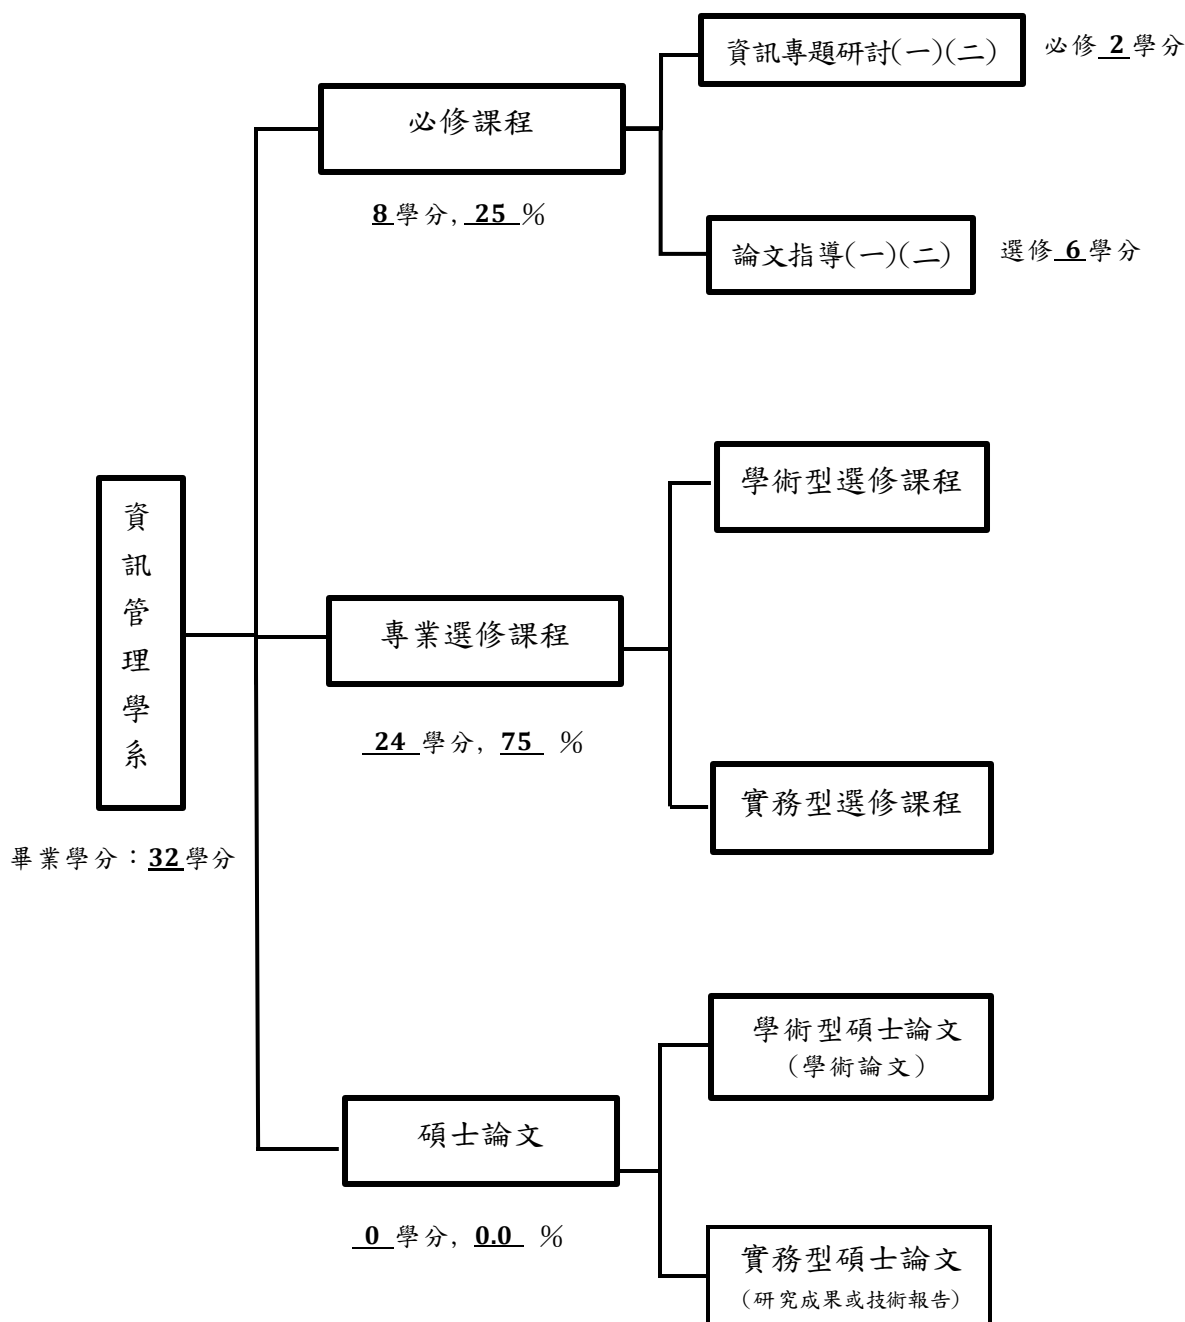 資訊專題研討(一)(二)
必修 2 學分
必修課程
8 學分, 25 %
論文指導(一)(二)
選修 6 學分
學術型選修課程
資訊管理學系
專業選修課程
24 學分, 75 %
實務型選修課程
畢業學分：32 學分
學術型碩士論文
(學術論文)
碩士論文
0 學分, 0.0 %
實務型碩士論文
(研究成果或技術報告)